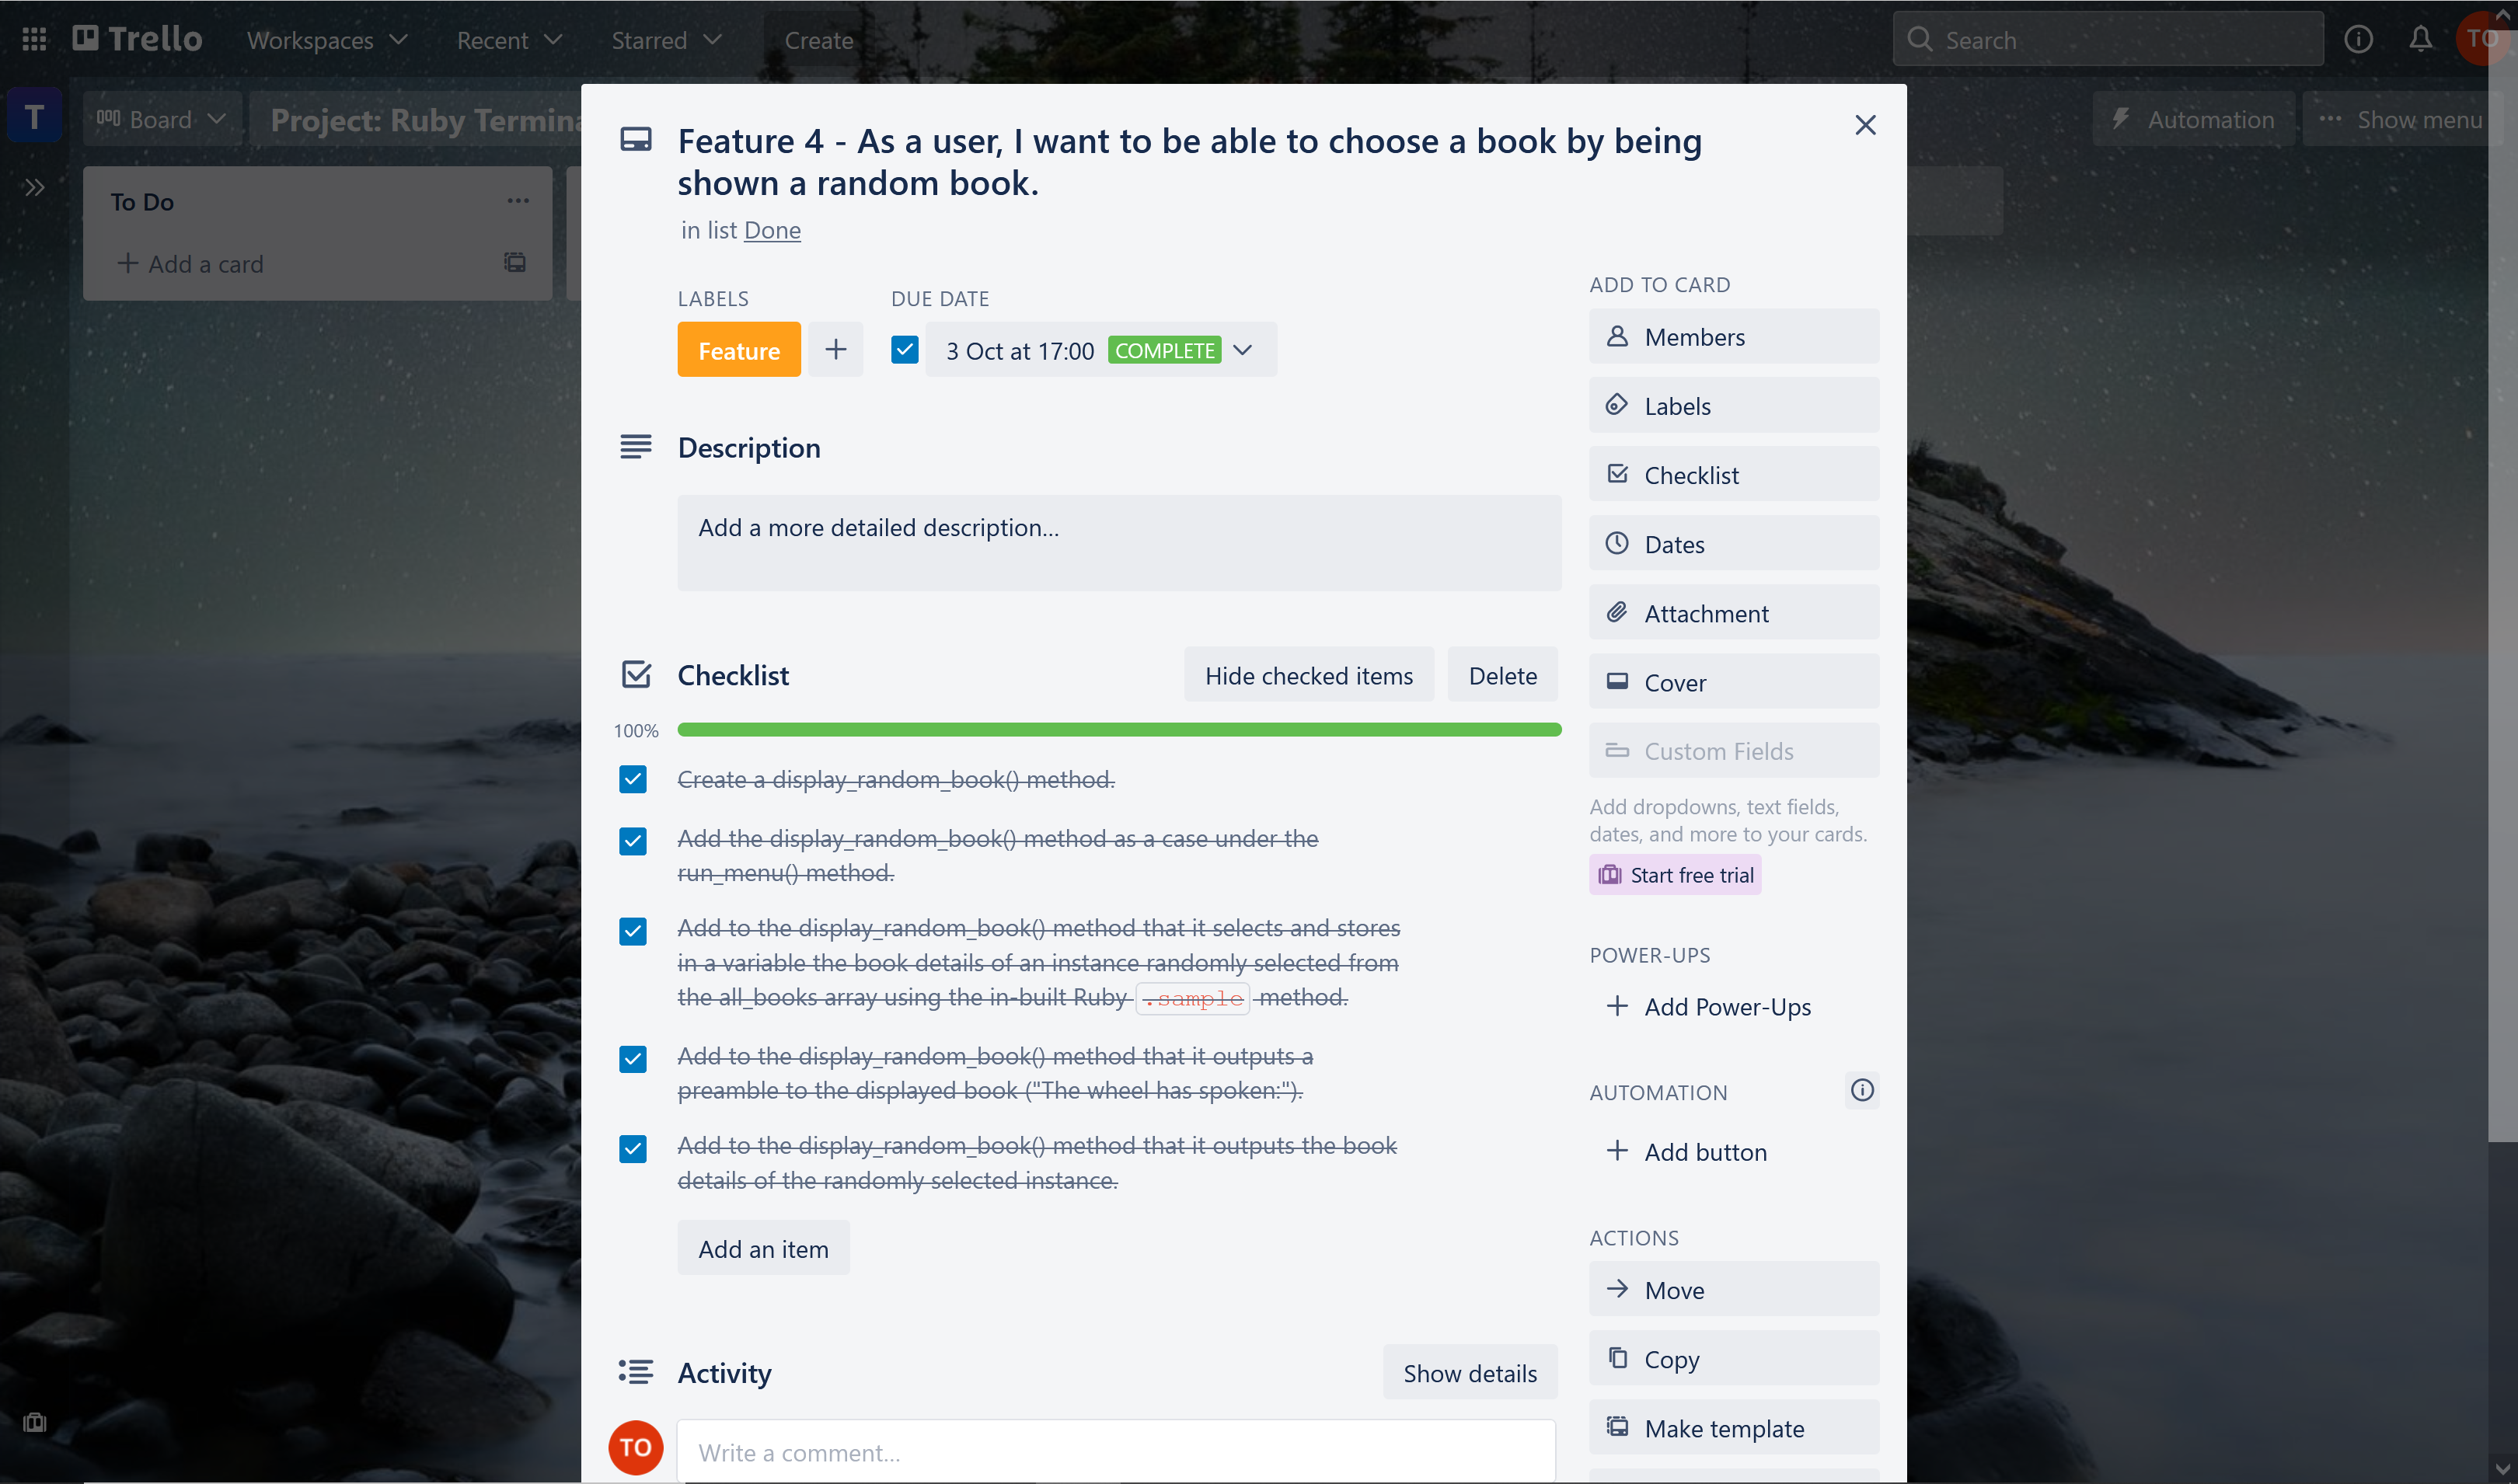 Trello
Workspaces
Recent
Starred
Create
Search
TO
T
Board
Project: Ruby Termina
Automation
Show menu
To Do
Add a card
Feature 4 - As a user, I want to be able to choose a book by being
shown a random book.
in list Done
LABELS
DUE DATE
Feature
3 Oct at 17:00 COMPLETE
Description
Add a more detailed description...
Checklist
Hide checked items
Delete
100%
Create a display_random_book() method.
Add the display_random_book() method as a case under the
run_menu() method.
Add to the display_random_book() method that it selects and stores
in a variable the book details of an instance randomly selected from
the all_books array using the in-built Ruby .sample method.
Add to the display_random_book() method that it outputs a
preamble to the displayed book ("The wheel has spoken:").
Add to the display_random_book() method that it outputs the book
details of the randomly selected instance.
Add an item
Activity
Show details
TO
Write a comment...
ADD TO CARD
Members
Labels
Checklist
Dates
Attachment
Cover
Custom Fields
Add dropdowns, text fields,
dates, and more to your cards.
Start free trial
POWER-UPS
Add Power-Ups
AUTOMATION
Add button
ACTIONS
Move
Copy
Make template